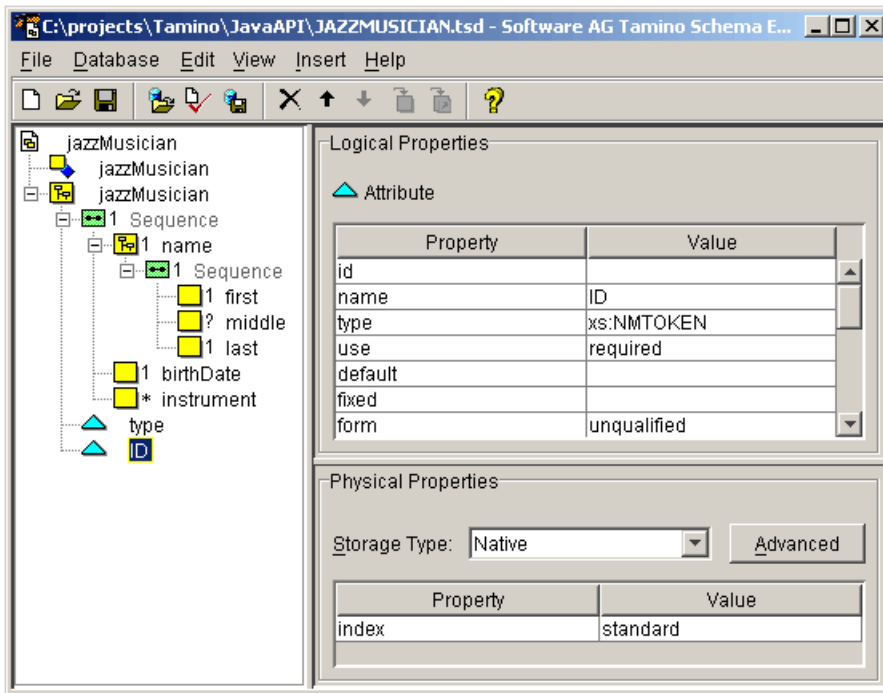 C:\projects\Tamino\JavaAPI\JAZZMUSICIAN.tsd - Software AG Tamino Schema E...
File Database Edit View Insert Help
jazzMusician
jazzMusician
jazzMusician
1 Sequence
1 name
1 Sequence
1 first
? middle
1 last
1 birthDate
* instrument
type
ID
Logical Properties
Attribute
Property Value
id
name ID
type xs:NMTOKEN
use required
default
fixed
form unqualified
Physical Properties
Storage Type: Native Advanced
Property Value
index standard